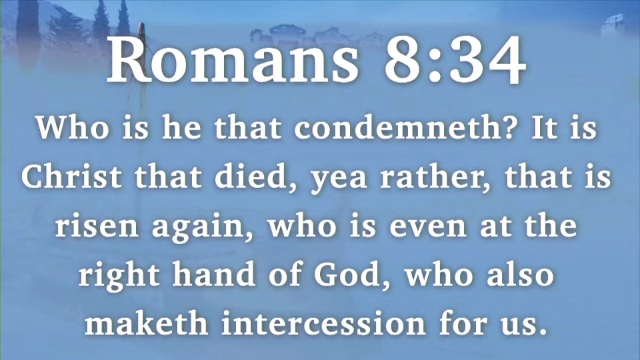 Romans 8:34
Who is he that condemneth? It is
Christ that died, yea rather, that is
risen again, who is even at the
right hand of God, who also
maketh intercession for us.